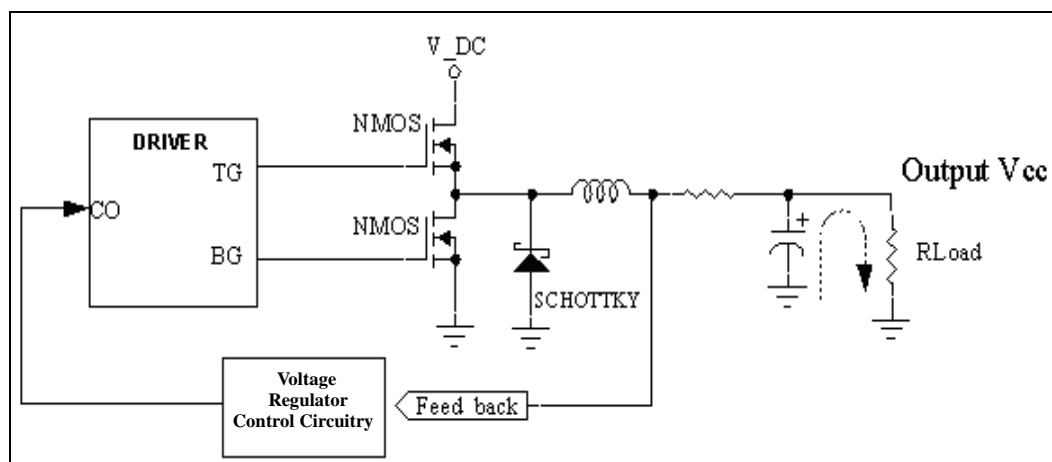 V_DC
NMOS
DRIVER
TG
Output Vcc
CO
+
NMOS
BG
RLoad
SCHOTTKY
Voltage
Regulator
Control Circuitry
Feed back